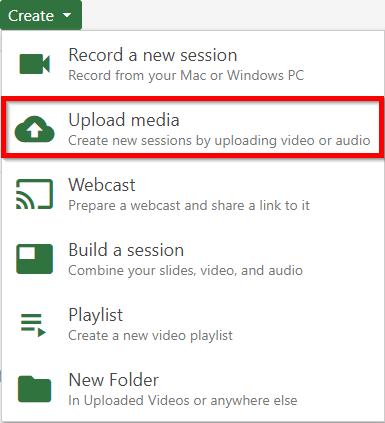 Create
Record a new session
Record from your Mac or Windows PC
Upload media
Create new sessions by uploading video or audio
Webcast
Prepare a webcast and share a link to it
Build a session
Combine your slides, video, and audio
Playlist
Create a new video playlist
New Folder
In Uploaded Videos or anywhere else